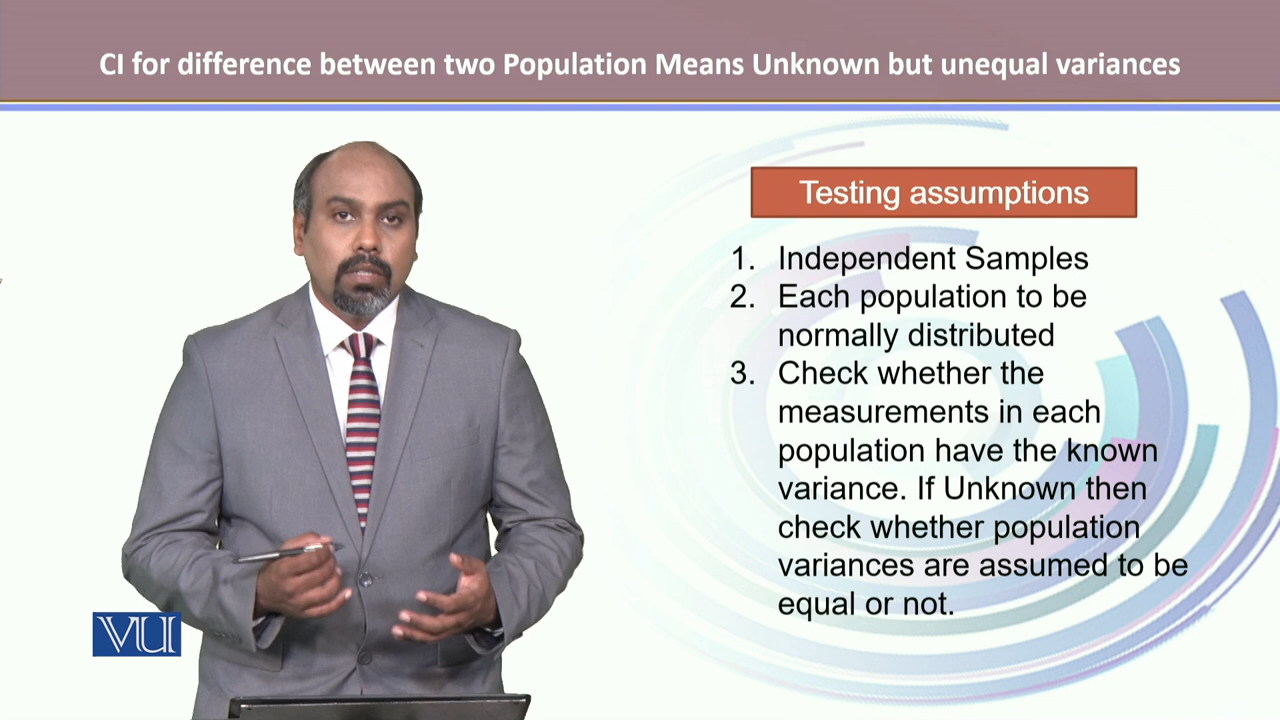 CI for difference between two Population Means Unknown but unequal variances
Testing assumptions
1. Independent Samples
2. Each population to be
normally distributed
3. Check whether the
measurements in each
population have the known
variance. If Unknown then
check whether population
variances are assumed to be
equal or not.
VU